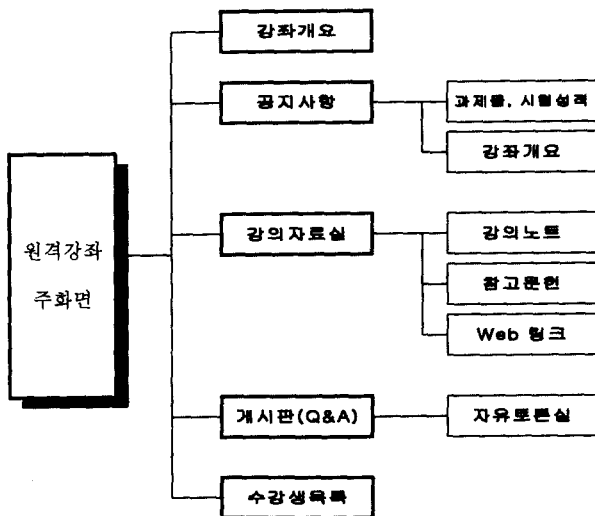 강좌개요
공지사항
과제물, 시험성적
강좌개요
원격강좌
주화면
강의자료실
강의노트
참고문헌
Web 링크
게시판(Q&A)
자유토론실
수강생목록